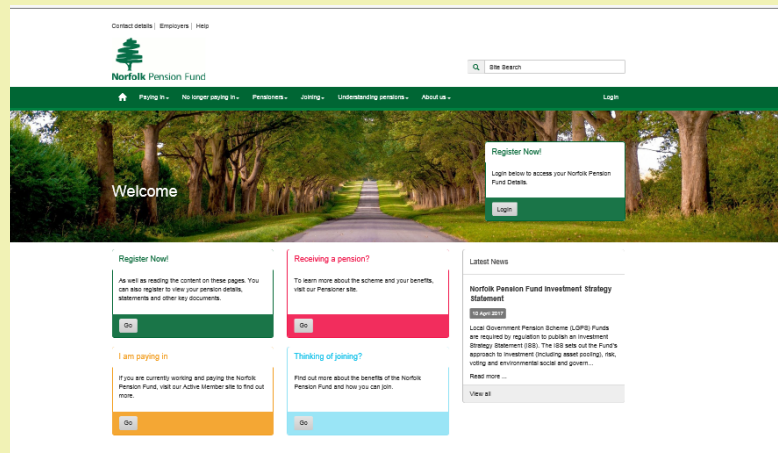 Contact details | Employers | Help
Norfolk Pension Fund
Site Search
Paying in No longer paying in Pensioners Joining Understanding pensions About us Login
Welcome
Register Now!
Login below to access your Norfolk Pension
Fund Details.
Login
Register Now!
As well as reading the content on these pages. You
can also register to view your pension details,
statements and other key documents.
Go
Receiving a pension?
To learn more about the scheme and your benefits,
visit our Pensioner site.
Go
I am paying in
If you are currently working and paying the Norfolk
Pension Fund, visit our Active Member site to find out
more.
Go
Thinking of joining?
Find out more about the benefits of the Norfolk
Pension Fund and how you can join.
Go
Latest News
Norfolk Pension Fund Investment Strategy
Statement
10 April 2017
Local Government Pension Scheme (LGPS) Funds
are required by regulation to publish an Investment
Strategy Statement (ISS). The ISS sets out the Fund's
approach to investment (including asset pooling), risk,
voting and environmental social and govern...
Read more ...
View all